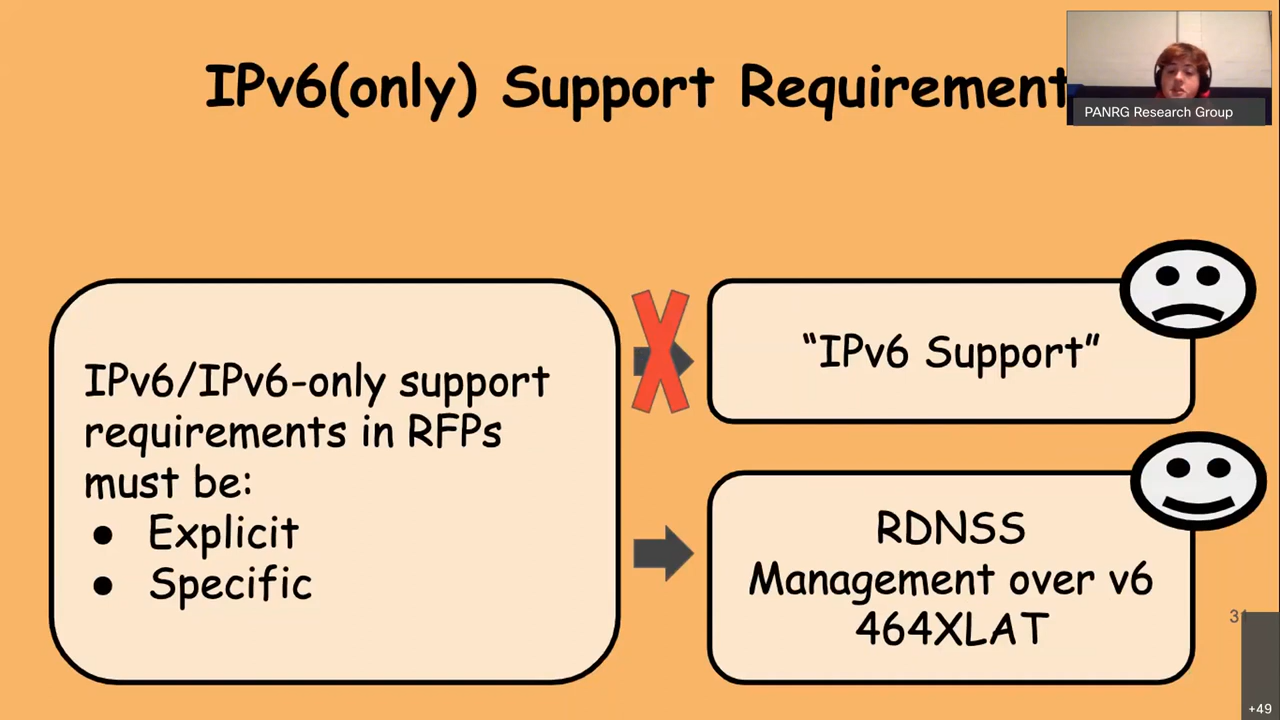 IPv6(only) Support Requirement
PANRG Research Group
IPv6/IPv6-only support
requirements in RFPs
must be:
● Explicit
● Specific
“IPv6 Support”
RDNSS
Management over v6
464XLAT
+49